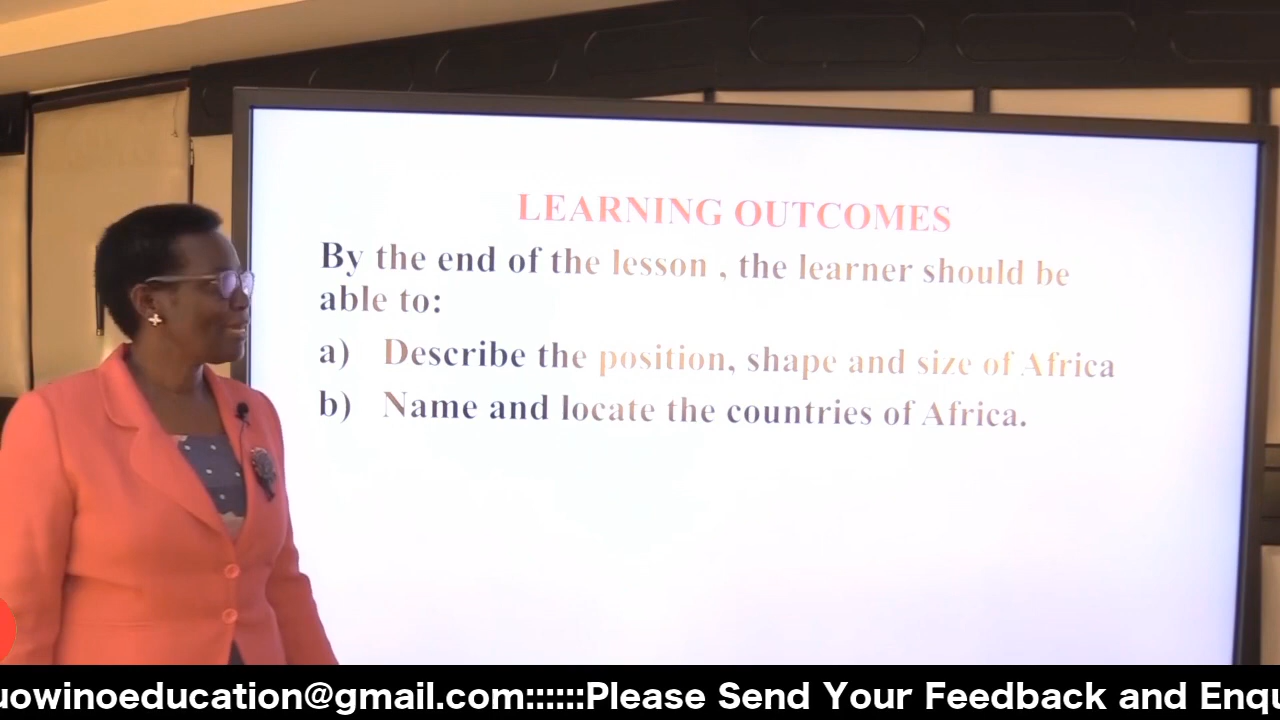 LEARNING OUTCOMES
By the end of the lesson , the learner should be
able to:
a) Describe the position, shape and size of Africa
b) Name and locate the countries of Africa.
uowinoeducation@gmail.com::::::Please Send Your Feedback and Enqu